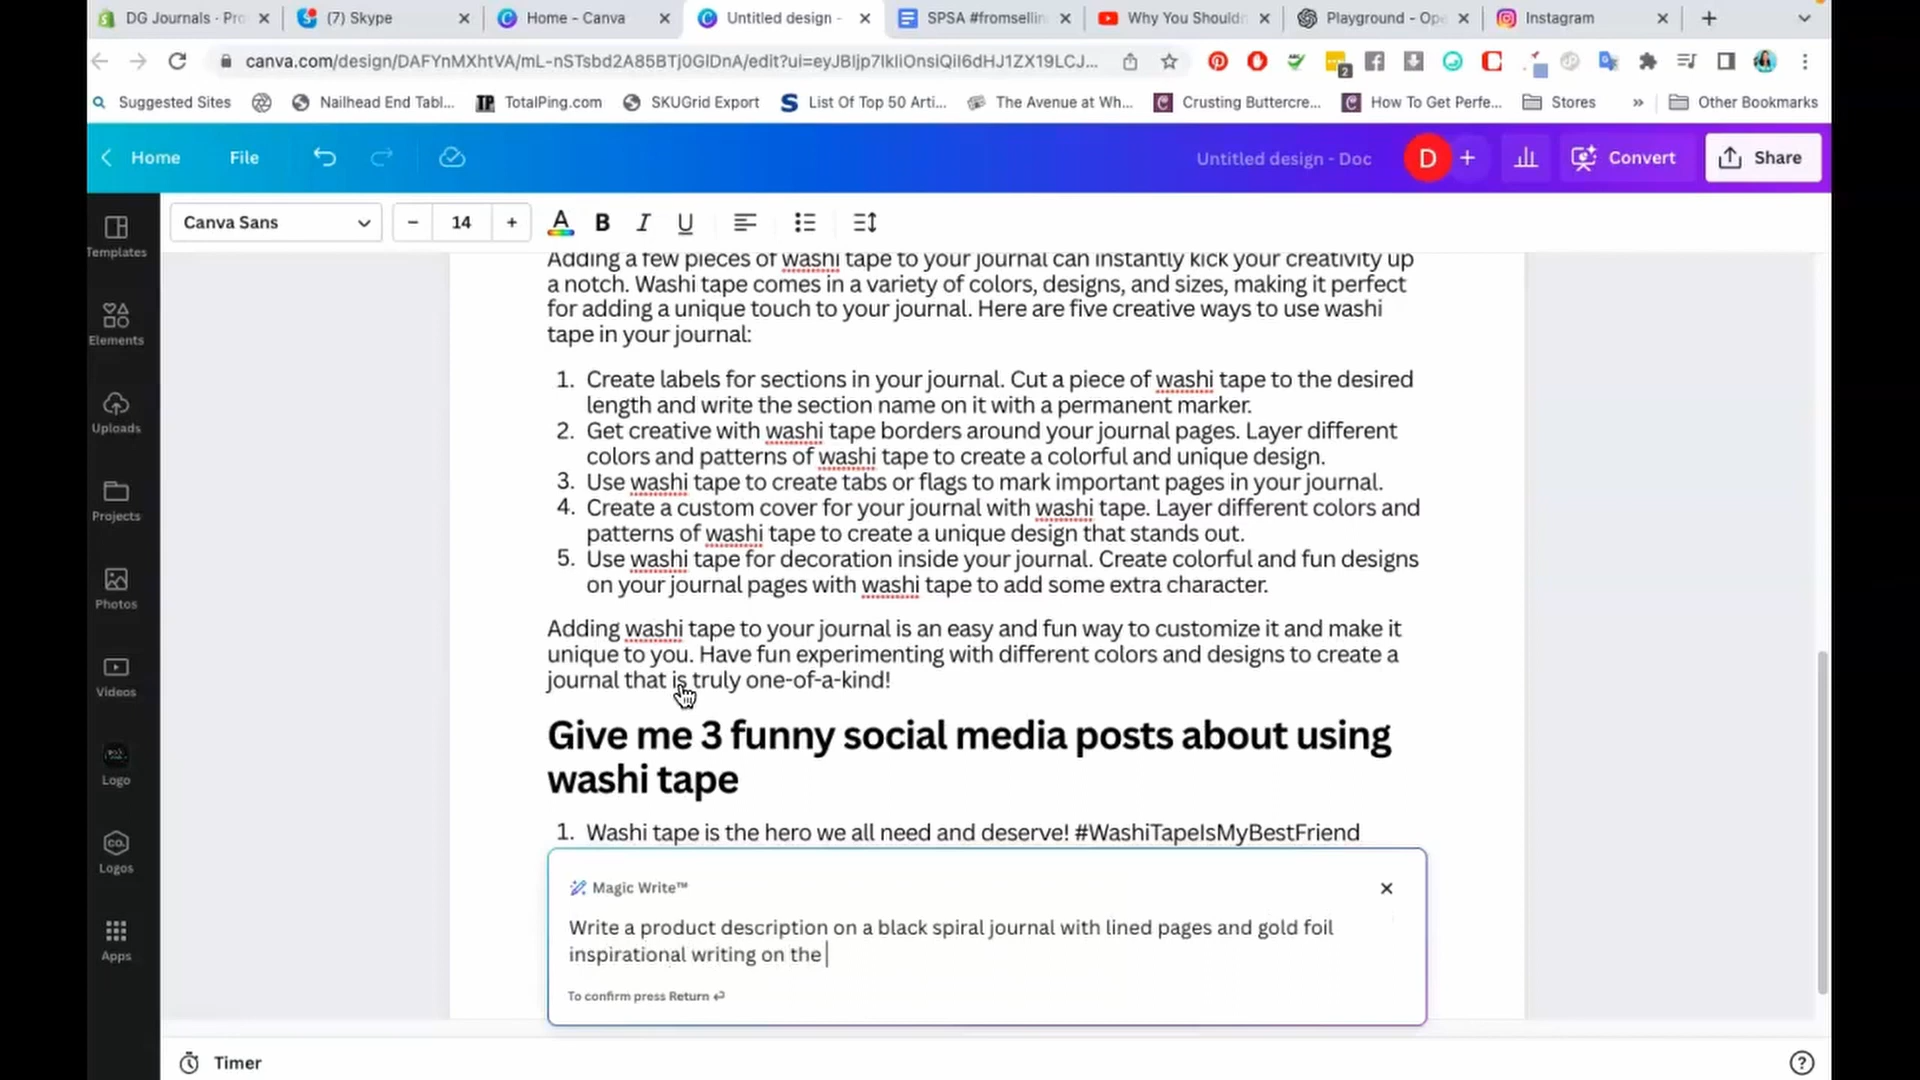 DG Journals · Pro
(7) Skype
Home - Canva
Untitled design -
SPSA #fromsellin
Why You Shouldn
Playground - Ope
Instagram
canva.com/design/DAFYnMXhtVA/mL-nSTsbd2A85BTj0GlDnA/edit?ui=eyJBIjp7IkIiOnsiQiI6dHJ1ZX19LCJ...
2
Suggested Sites
Nailhead End Tabl...
TotalPing.com
SKUGrid Export
List Of Top 50 Arti...
The Avenue at Wh...
Crusting Buttercre...
How To Get Perfe...
Stores
Other Bookmarks
Home
File
Untitled design - Doc
D
Convert
Share
Canva Sans
14
A
B
I
U
Templates
Elements
Uploads
Projects
Photos
Videos
Logo
Logos
Apps
Adding a few pieces of washi tape to your journal can instantly kick your creativity up
a notch. Washi tape comes in a variety of colors, designs, and sizes, making it perfect
for adding a unique touch to your journal. Here are five creative ways to use washi
tape in your journal:
1. Create labels for sections in your journal. Cut a piece of washi tape to the desired
length and write the section name on it with a permanent marker.
2. Get creative with washi tape borders around your journal pages. Layer different
colors and patterns of washi tape to create a colorful and unique design.
3. Use washi tape to create tabs or flags to mark important pages in your journal.
4. Create a custom cover for your journal with washi tape. Layer different colors and
patterns of washi tape to create a unique design that stands out.
5. Use washi tape for decoration inside your journal. Create colorful and fun designs
on your journal pages with washi tape to add some extra character.
Adding washi tape to your journal is an easy and fun way to customize it and make it
unique to you. Have fun experimenting with different colors and designs to create a
journal that is truly one-of-a-kind!
Give me 3 funny social media posts about using
washi tape
1. Washi tape is the hero we all need and deserve! #WashiTapeIsMyBestFriend
Magic Write™
Write a product description on a black spiral journal with lined pages and gold foil
inspirational writing on the
To confirm press Return
Timer